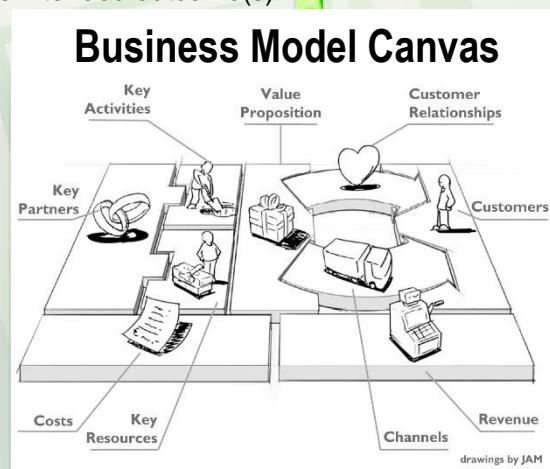 Business Model Canvas
Key
Activities
Value
Proposition
Customer
Relationships
Key
Partners
Customers
Costs
Key
Resources
Channels
Revenue
drawings by JAM